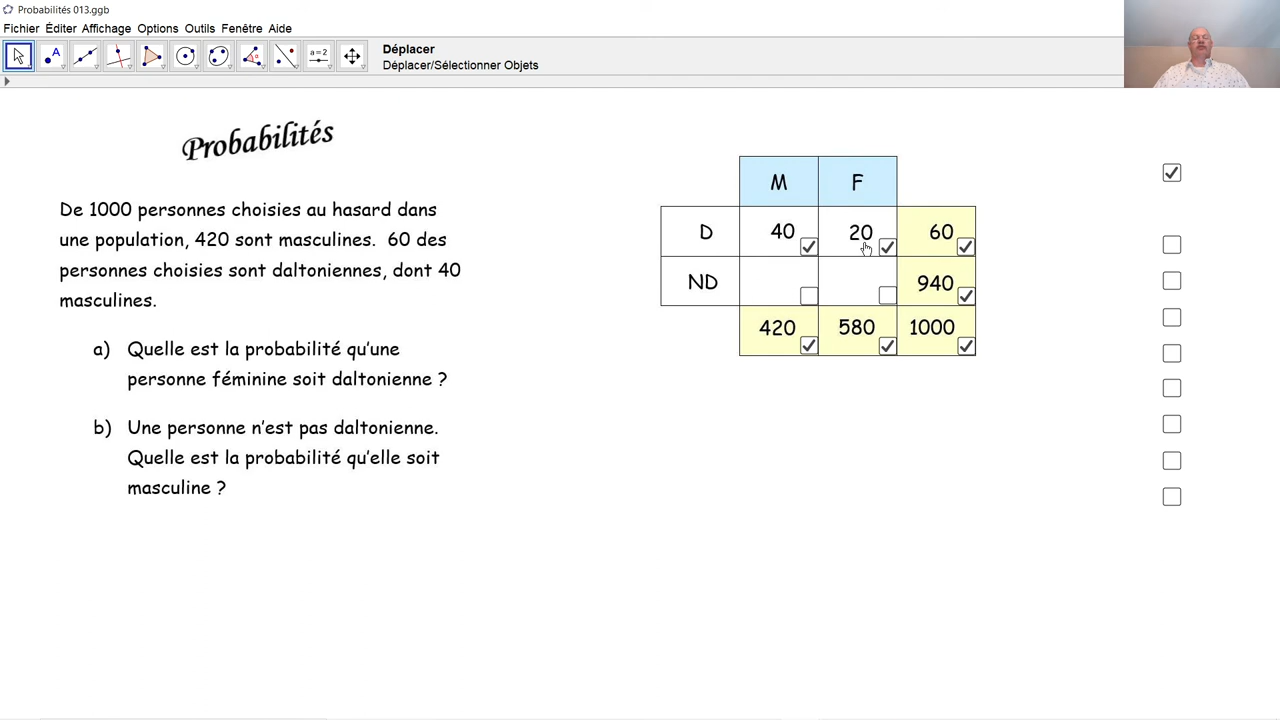 Probabilités 013.ggb
Fichier Éditer Affichage Options Outils Fenêtre Aide
A
a=2
Déplacer
Déplacer/Sélectionner Objets
Probabilités
De 1000 personnes choisies au hasard dans
une population, 420 sont masculines. 60 des
personnes choisies sont daltoniennes, dont 40
masculines.
a) Quelle est la probabilité qu'une
personne féminine soit daltonienne ?
b) Une personne n'est pas daltonienne.
Quelle est la probabilité qu'elle soit
masculine ?
M F
D 40 20 60
ND 940
420 580 1000